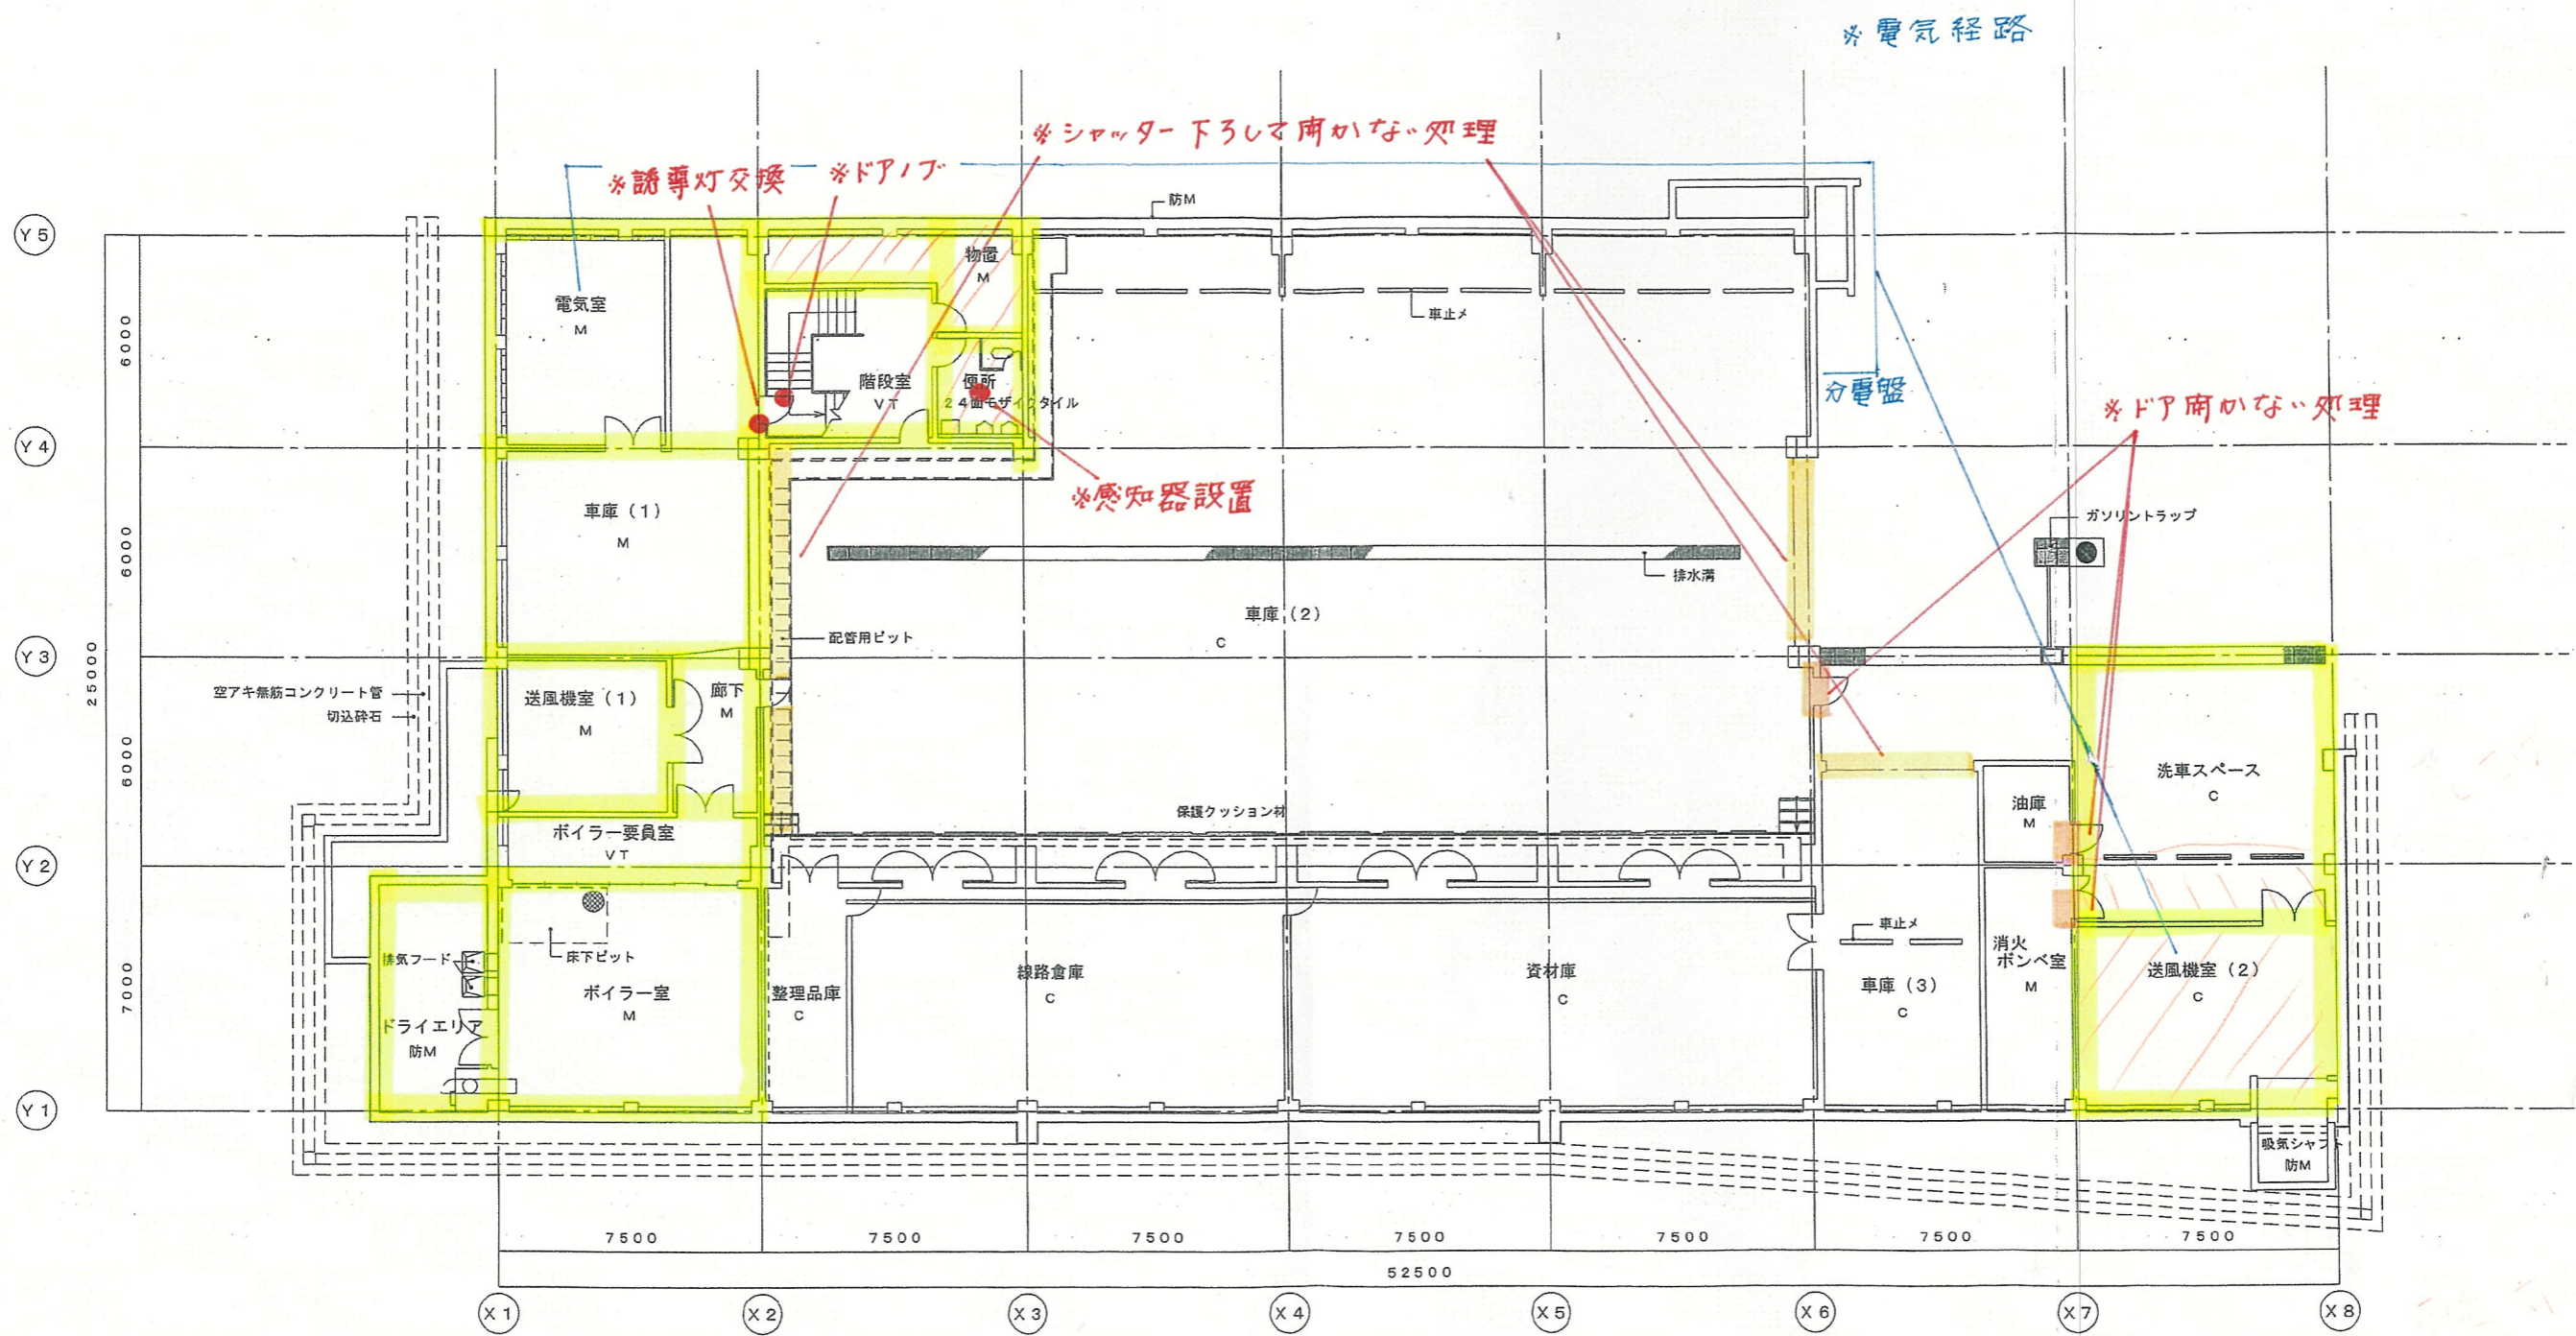 ※電気経路
※シャッター下ろして開かない処理
※誘導灯交換
※ドアノブ
防M
Y5
物置
M
電気室
M
車止メ
6000
階段室
VT
便所
24面モザイクタイル
分電盤
※ドア開かない処理
Y4
※感知器設置
車庫(1)
M
ガソリントラップ
6000
排水溝
車庫(2)
C
配管用ピット
Y3
25000
空アキ無筋コンクリート管
切込砕石
送風機室(1)
M
廊下
M
6000
洗車スペース
C
保護クッション材
油庫
M
ボイラー要員室
VT
Y2
車止メ
排気フード
床下ピット
消火
ボンベ室
M
送風機室(2)
C
線路倉庫
C
資材庫
C
7000
ボイラー室
M
整理品庫
C
車庫(3)
C
ドライエリア
防M
Y1
吸気シャフト
防M
7500
7500
7500
7500
7500
7500
7500
52500
X1
X2
X3
X4
X5
X6
X7
X8